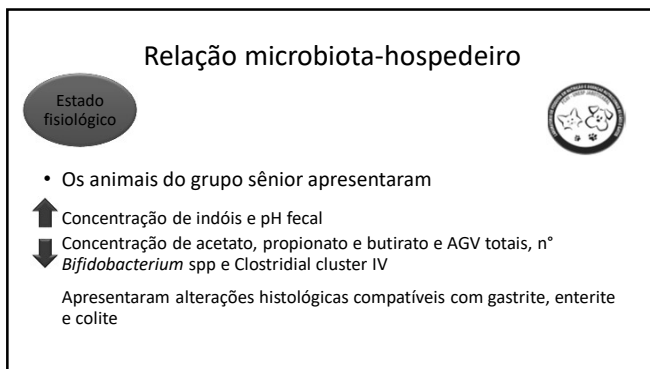 Relação microbiota-hospedeiro
Estado
fisiológico
• Os animais do grupo sênior apresentaram
Concentração de indóis e pH fecal
Concentração de acetato, propionato e butirato e AGV totais, n°
Bifidobacterium spp e Clostridial cluster IV
Apresentaram alterações histológicas compatíveis com gastrite, enterite
e colite